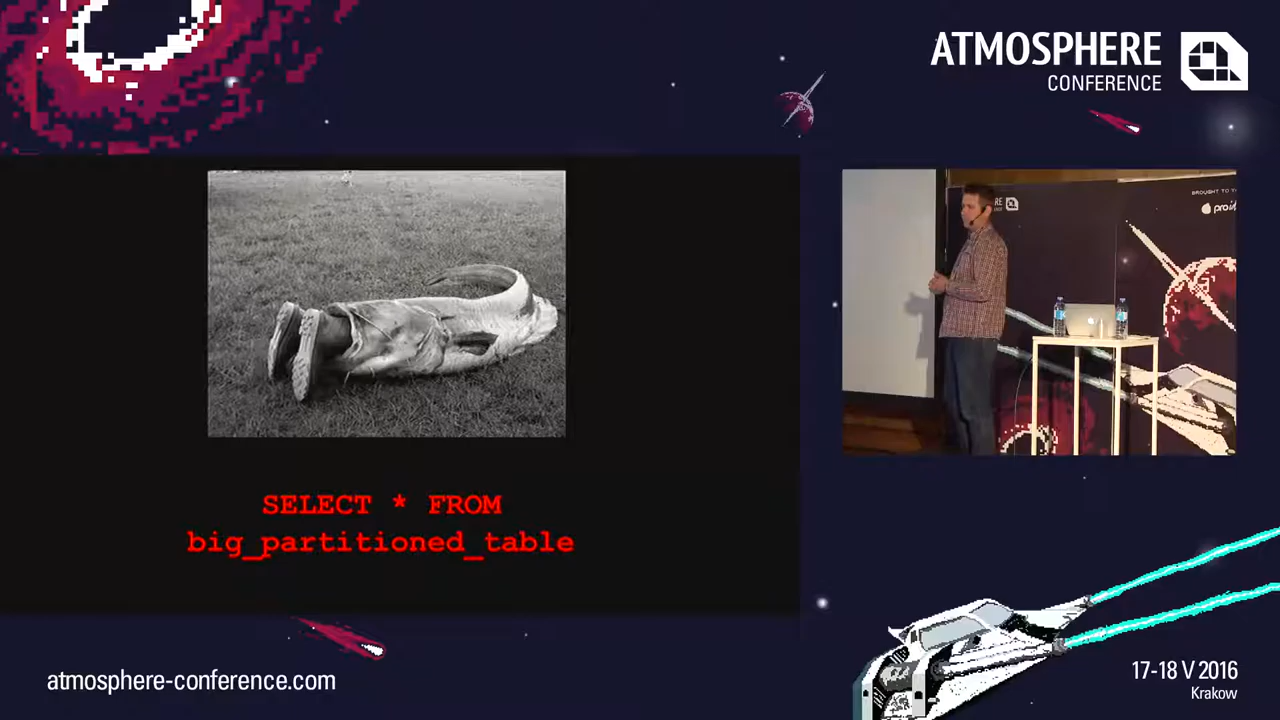 ATMOSPHERE
CONFERENCE
SELECT * FROM
big_partitioned_table
atmosphere-conference.com
17-18 V 2016
Krakow